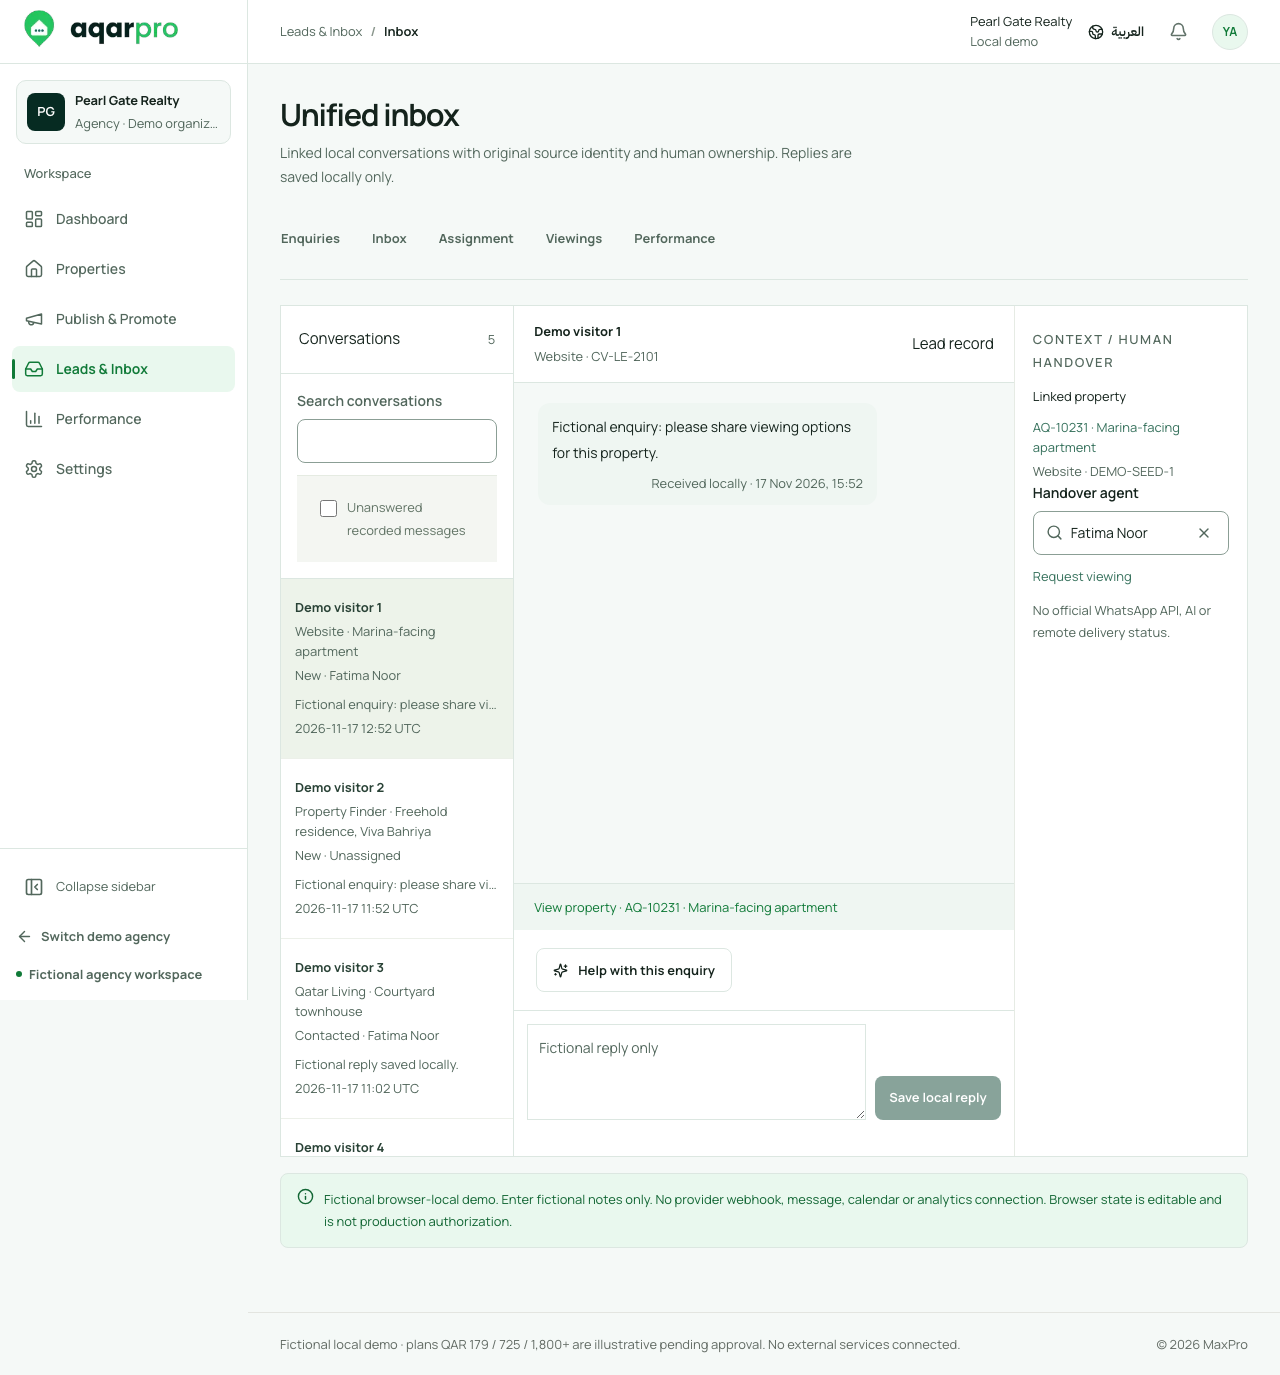 aqarpro
Leads & Inbox / Inbox
Pearl Gate Realty
Local demo
العربية
YA
PG
Pearl Gate Realty
Agency · Demo organiz...
Workspace
Dashboard
Properties
Publish & Promote
Leads & Inbox
Performance
Settings
Collapse sidebar
Switch demo agency
Fictional agency workspace
Unified inbox
Linked local conversations with original source identity and human ownership. Replies are
saved locally only.
Enquiries
Inbox
Assignment
Viewings
Performance
Conversations
5
Search conversations
Unanswered
recorded messages
Demo visitor 1
Website · Marina-facing
apartment
New · Fatima Noor
Fictional enquiry: please share vi...
2026-11-17 12:52 UTC
Demo visitor 2
Property Finder · Freehold
residence, Viva Bahriya
New · Unassigned
Fictional enquiry: please share vi...
2026-11-17 11:52 UTC
Demo visitor 3
Qatar Living · Courtyard
townhouse
Contacted · Fatima Noor
Fictional reply saved locally.
2026-11-17 11:02 UTC
Demo visitor 4
Demo visitor 1
Website · CV-LE-2101
Lead record
Fictional enquiry: please share viewing options
for this property.
Received locally · 17 Nov 2026, 15:52
View property · AQ-10231 · Marina-facing apartment
Help with this enquiry
Fictional reply only
Save local reply
CONTEXT / HUMAN
HANDOVER
Linked property
AQ-10231 · Marina-facing
apartment
Website · DEMO-SEED-1
Handover agent
Fatima Noor
Request viewing
No official WhatsApp API, AI or
remote delivery status.
Fictional browser-local demo. Enter fictional notes only. No provider webhook, message, calendar or analytics connection. Browser state is editable and
is not production authorization.
Fictional local demo · plans QAR 179 / 725 / 1,800+ are illustrative pending approval. No external services connected.
© 2026 MaxPro